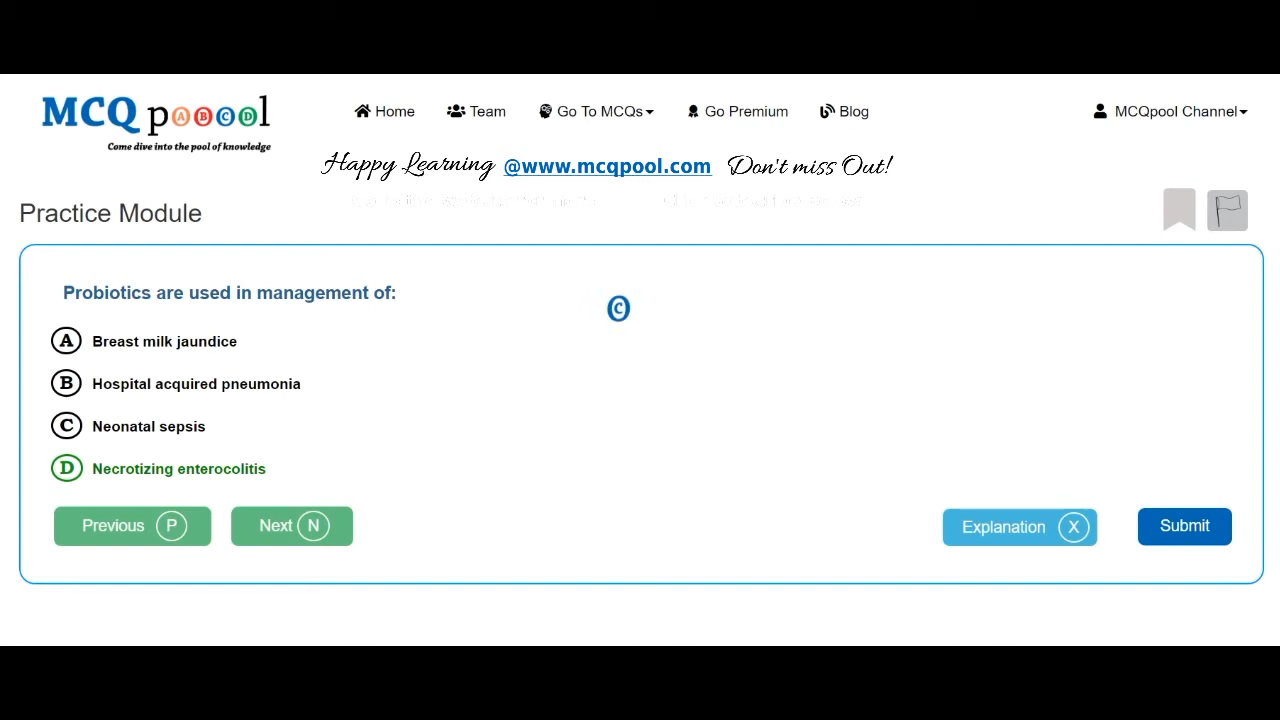 MCQ pooool
Come dive into the pool of knowledge
Home Team Go To MCQs Go Premium Blog MCQpool Channel
Happy Learning @www.mcqpool.com Don't miss Out!
Practice Module
Probiotics are used in management of:
C
A Breast milk jaundice
B Hospital acquired pneumonia
C Neonatal sepsis
D Necrotizing enterocolitis
Previous P Next N Explanation X Submit